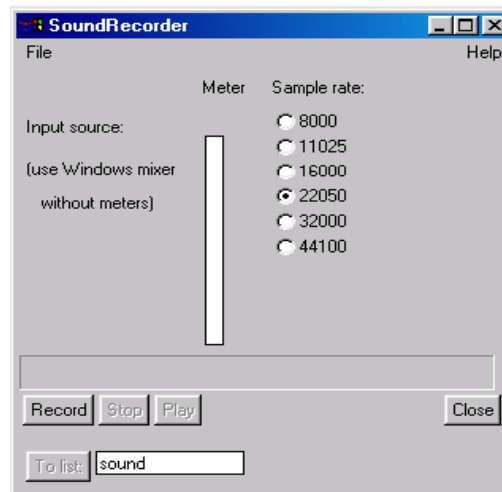 SoundRecorder
File Help
Meter Sample rate:
Input source:
(use Windows mixer
without meters)
8000
11025
16000
22050
32000
44100
Record Stop Play Close
To list: sound